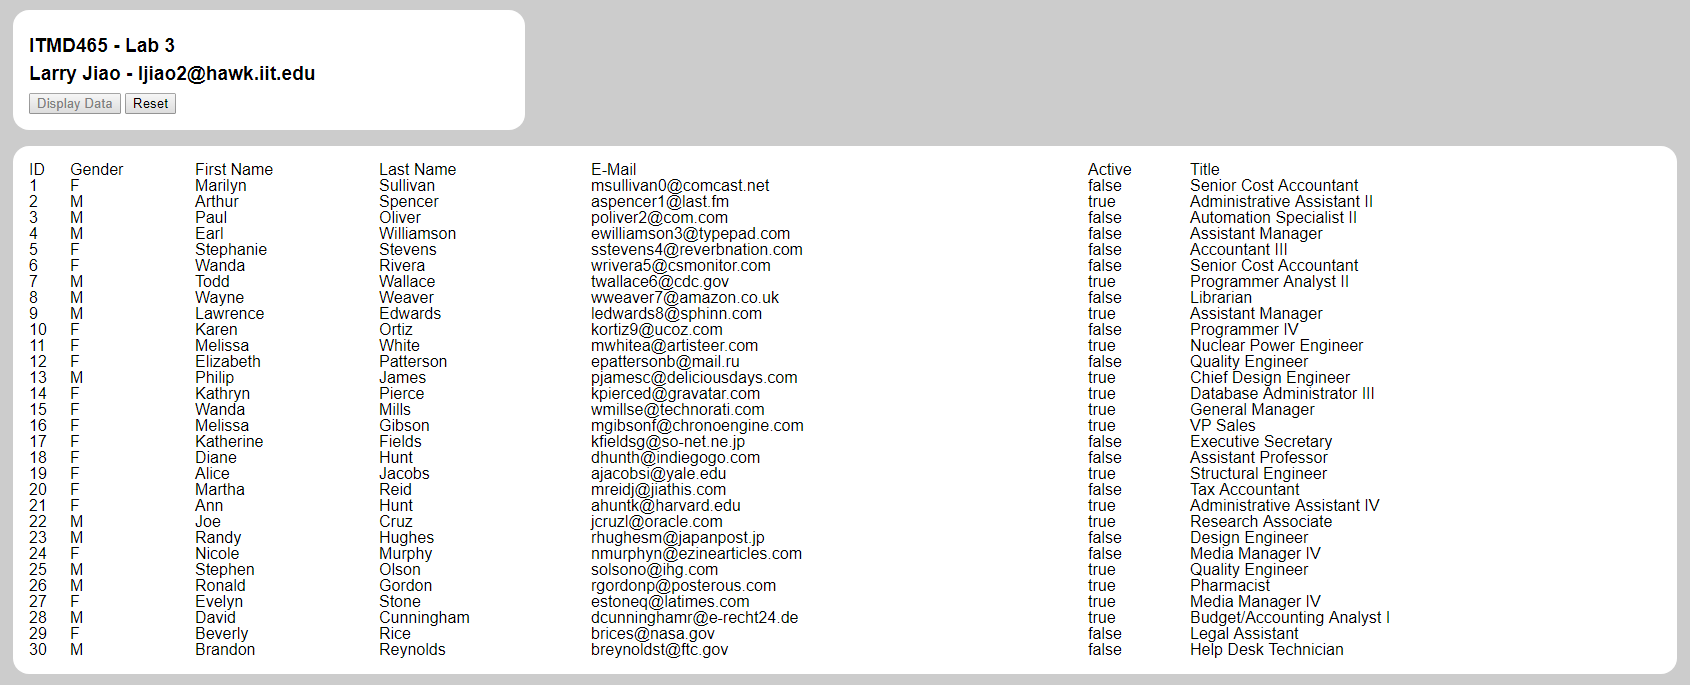 ITMD465 - Lab 3
Larry Jiao - ljiao2@hawk.iit.edu
Display Data Reset
ID Gender First Name Last Name E-Mail Active Title
1 F Marilyn Sullivan msullivan0@comcast.net false Senior Cost Accountant
2 M Arthur Spencer aspencer1@last.fm true Administrative Assistant II
3 M Paul Oliver poliver2@com.com false Automation Specialist II
4 M Earl Williamson ewilliamson3@typepad.com false Assistant Manager
5 F Stephanie Stevens sstevens4@reverbnation.com false Accountant III
6 F Wanda Rivera wrivera5@csmonitor.com false Senior Cost Accountant
7 M Todd Wallace twallace6@cdc.gov true Programmer Analyst II
8 M Wayne Weaver wweaver7@amazon.co.uk false Librarian
9 M Lawrence Edwards ledwards8@sphinn.com true Assistant Manager
10 F Karen Ortiz kortiz9@ucoz.com false Programmer IV
11 F Melissa White mwhitea@artisteer.com true Nuclear Power Engineer
12 F Elizabeth Patterson epattersonb@mail.ru false Quality Engineer
13 M Philip James pjamesc@deliciousdays.com true Chief Design Engineer
14 F Kathryn Pierce kpierced@gravatar.com true Database Administrator III
15 F Wanda Mills wmillse@technorati.com true General Manager
16 F Melissa Gibson mgibsonf@chronoengine.com true VP Sales
17 F Katherine Fields kfieldsg@so-net.ne.jp false Executive Secretary
18 F Diane Hunt dhunth@indiegogo.com false Assistant Professor
19 F Alice Jacobs ajacobsi@yale.edu true Structural Engineer
20 F Martha Reid mreidj@jiathis.com false Tax Accountant
21 F Ann Hunt ahuntk@harvard.edu true Administrative Assistant IV
22 M Joe Cruz jcruzl@oracle.com true Research Associate
23 M Randy Hughes rhughesm@japanpost.jp false Design Engineer
24 F Nicole Murphy nmurphyn@ezinearticles.com false Media Manager IV
25 M Stephen Olson solsono@ihg.com true Quality Engineer
26 M Ronald Gordon rgordonp@posterous.com true Pharmacist
27 F Evelyn Stone estoneq@latimes.com true Media Manager IV
28 M David Cunningham dcunninghamr@e-recht24.de true Budget/Accounting Analyst I
29 F Beverly Rice brices@nasa.gov false Legal Assistant
30 M Brandon Reynolds breynoldst@ftc.gov false Help Desk Technician